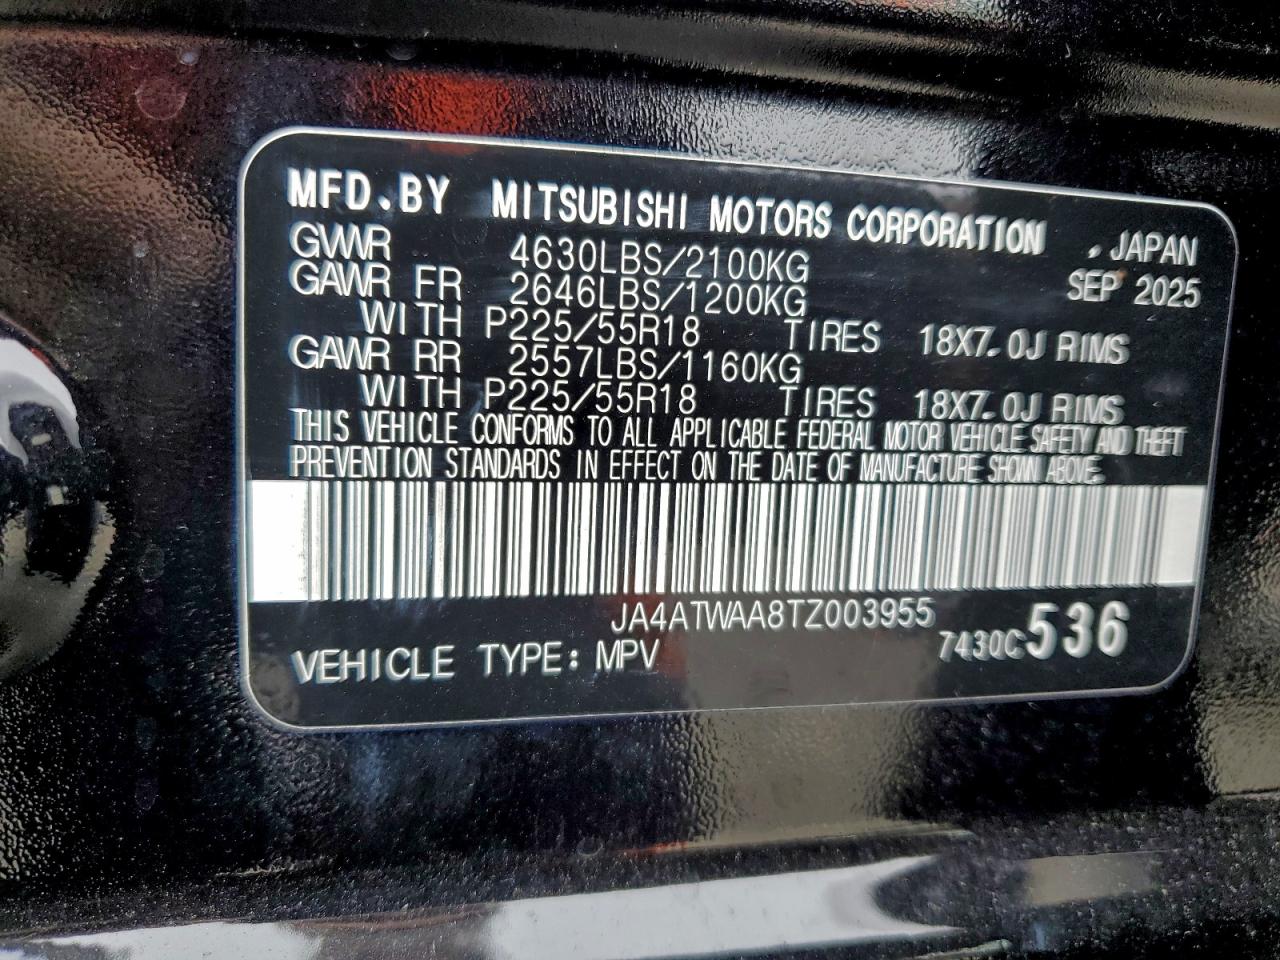 MFD.BY MITSUBISHI MOTORS CORPORATION , JAPAN
GVWR 4630LBS/2100KG SEP 2025
GAWR FR 2646LBS/1200KG
WITH P225/55R18 TIRES 18X7.0J RIMS
GAWR RR 2557LBS/1160KG
WITH P225/55R18 TIRES 18X7.0J RIMS
THIS VEHICLE CONFORMS TO ALL APPLICABLE FEDERAL MOTOR VEHICLE SAFETY AND THEFT
PREVENTION STANDARDS IN EFFECT ON THE DATE OF MANUFACTURE SHOWN ABOVE.
JA4ATWAA8TZ003955
VEHICLE TYPE: MPV 7430C536